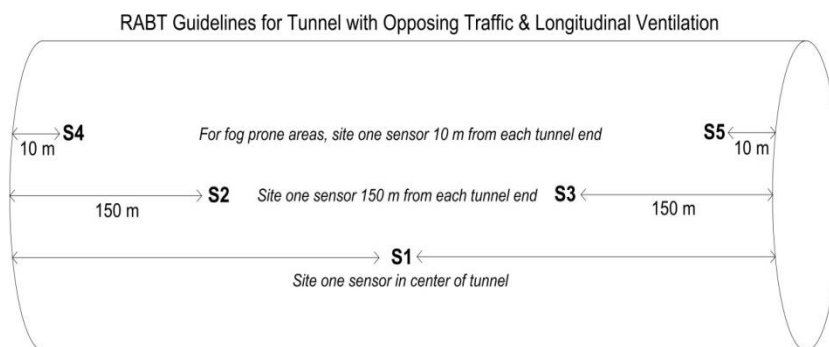 RABT Guidelines for Tunnel with Opposing Traffic & Longitudinal Ventilation
S4 For fog prone areas, site one sensor 10 m from each tunnel end S5
10 m 10 m
S2 Site one sensor 150 m from each tunnel end S3
150 m 150 m
S1
Site one sensor in center of tunnel